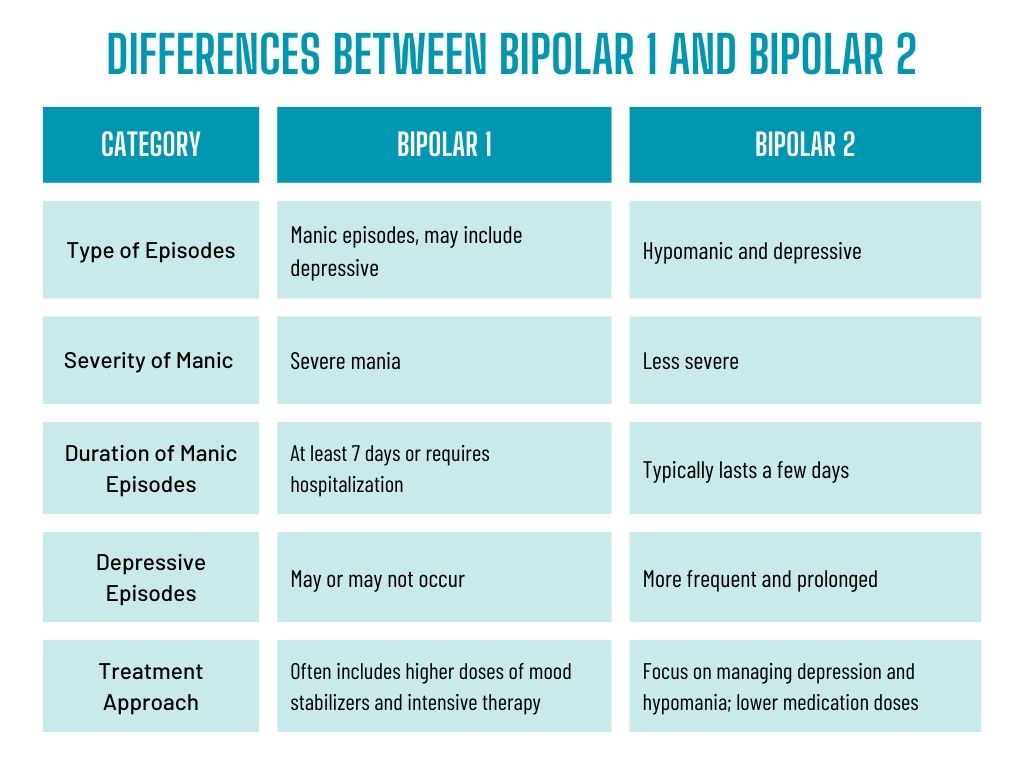 DIFFERENCES BETWEEN BIPOLAR 1 AND BIPOLAR 2
CATEGORY
BIPOLAR 1
BIPOLAR 2
Type of Episodes
Manic episodes, may include
depressive
Hypomanic and depressive
Severity of Manic
Severe mania
Less severe
Duration of Manic
Episodes
At least 7 days or requires
hospitalization
Typically lasts a few days
Depressive
Episodes
May or may not occur
More frequent and prolonged
Treatment
Approach
Often includes higher doses of mood
stabilizers and intensive therapy
Focus on managing depression and
hypomania; lower medication doses